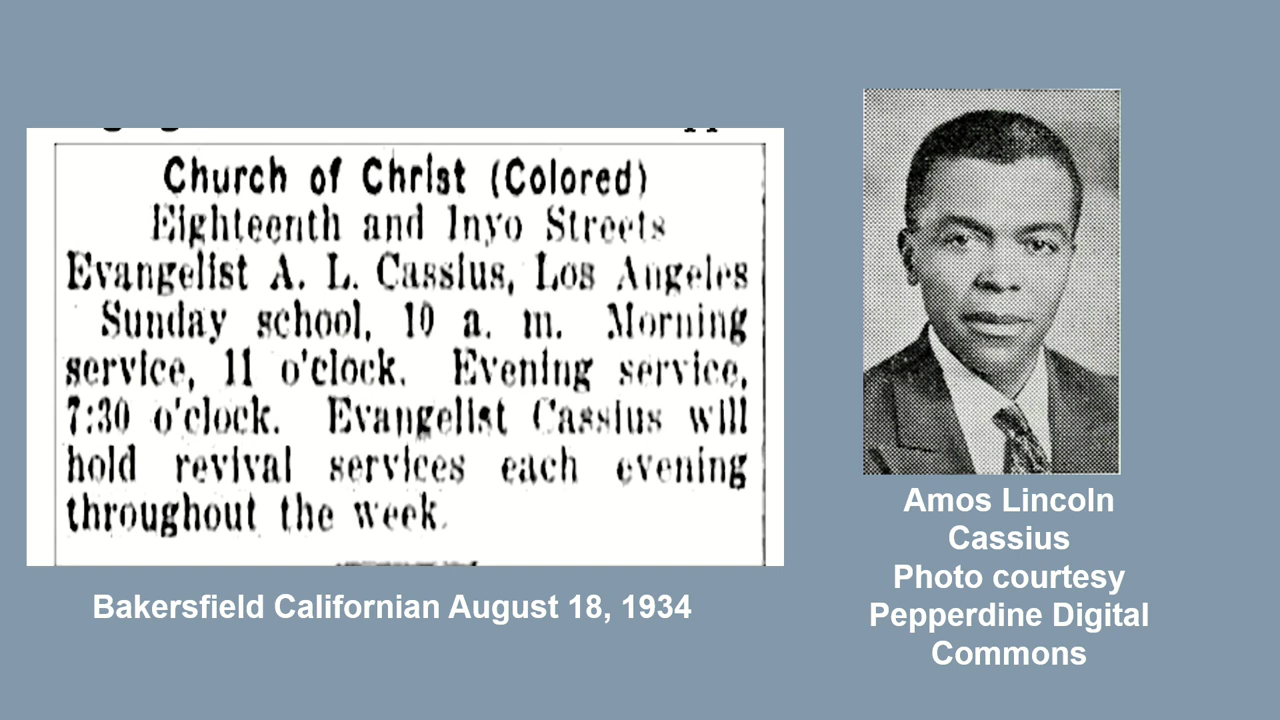 Church of Christ (Colored)
Eighteenth and Inyo Streets
Evangelist A. L. Cassius, Los Angeles
Sunday school, 10 a. m. Morning
service, 11 o'clock. Evening service,
7:30 o'clock. Evangelist Cassius will
hold revival services each evening
throughout the week.
Bakersfield Californian August 18, 1934
Amos Lincoln
Cassius
Photo courtesy
Pepperdine Digital
Commons